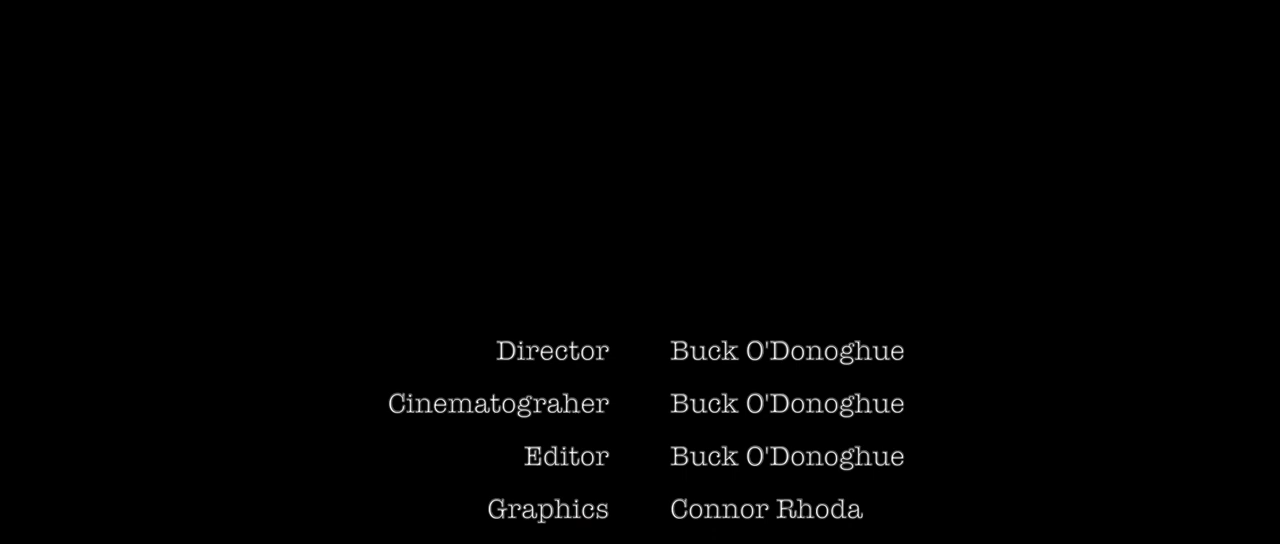 Director Buck O'Donoghue
Cinematograher Buck O'Donoghue
Editor Buck O'Donoghue
Graphics Connor Rhoda